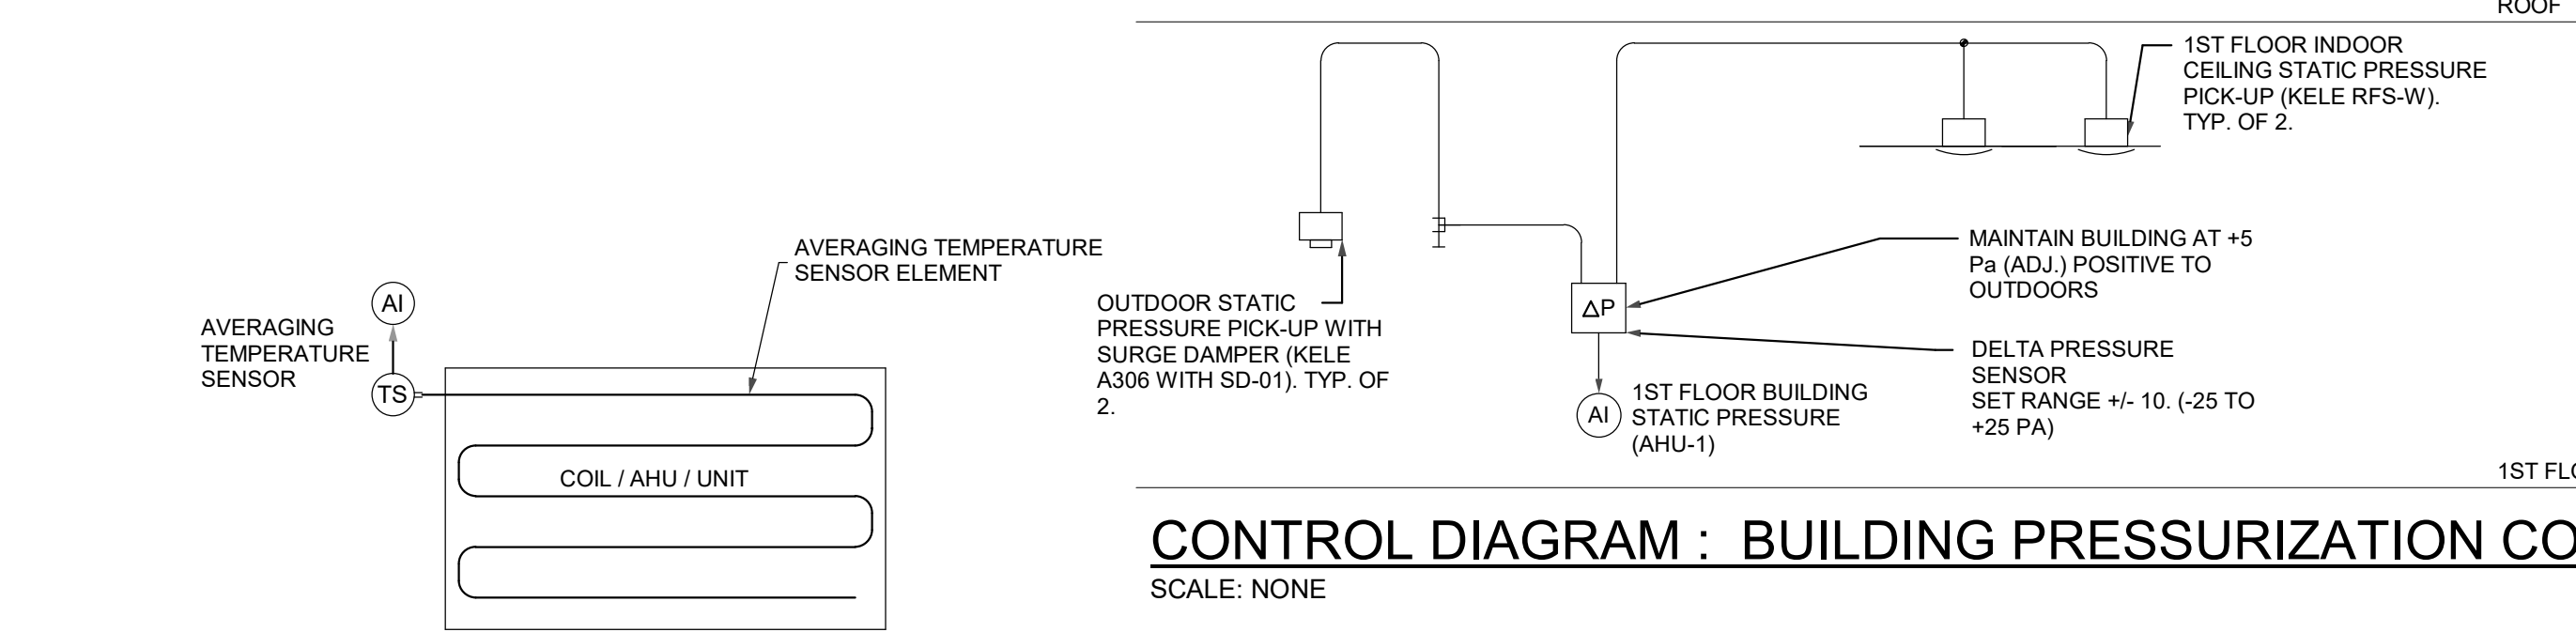 ROOF
1ST FLOOR INDOOR
CEILING STATIC PRESSURE
PICK-UP (KELE RFS-W).
TYP. OF 2.
AVERAGING TEMPERATURE
SENSOR ELEMENT
AI
AVERAGING
TEMPERATURE
SENSOR
TS
COIL / AHU / UNIT
OUTDOOR STATIC
PRESSURE PICK-UP WITH
SURGE DAMPER (KELE
A306 WITH SD-01). TYP. OF
2.
MAINTAIN BUILDING AT +5
Pa (ADJ.) POSITIVE TO
OUTDOORS
ΔP
DELTA PRESSURE
SENSOR
SET RANGE +/- 10. (-25 TO
+25 PA)
AI
1ST FLOOR BUILDING
STATIC PRESSURE
(AHU-1)
1ST FLO
CONTROL DIAGRAM : BUILDING PRESSURIZATION CO
SCALE: NONE